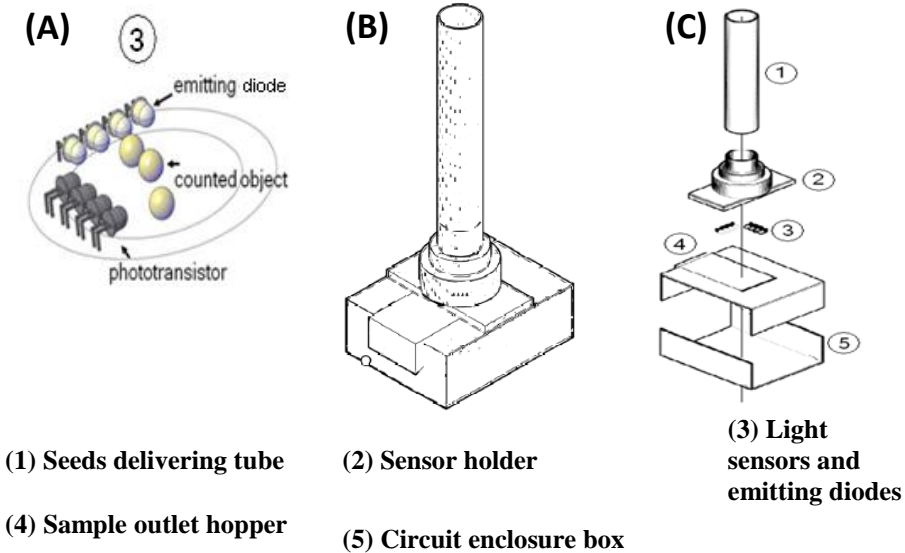 (A)
3
emitting diode
counted object
phototransistor
(B)
(C)
1
2
3
4
5
(1) Seeds delivering tube
(2) Sensor holder
(3) Light
sensors and
emitting diodes
(4) Sample outlet hopper
(5) Circuit enclosure box